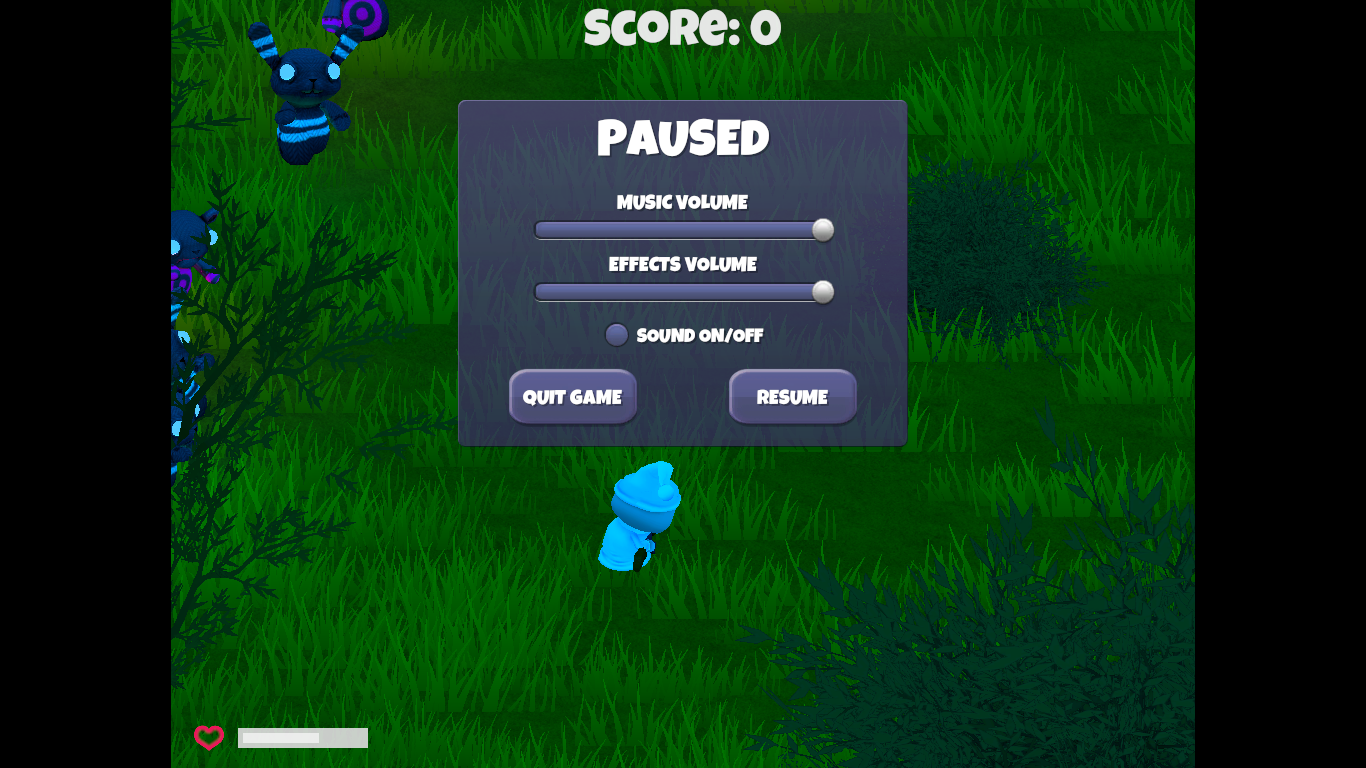 SCORE: 0
PAUSED
MUSIC VOLUME
EFFECTS VOLUME
SOUND ON/OFF
QUIT GAME
RESUME